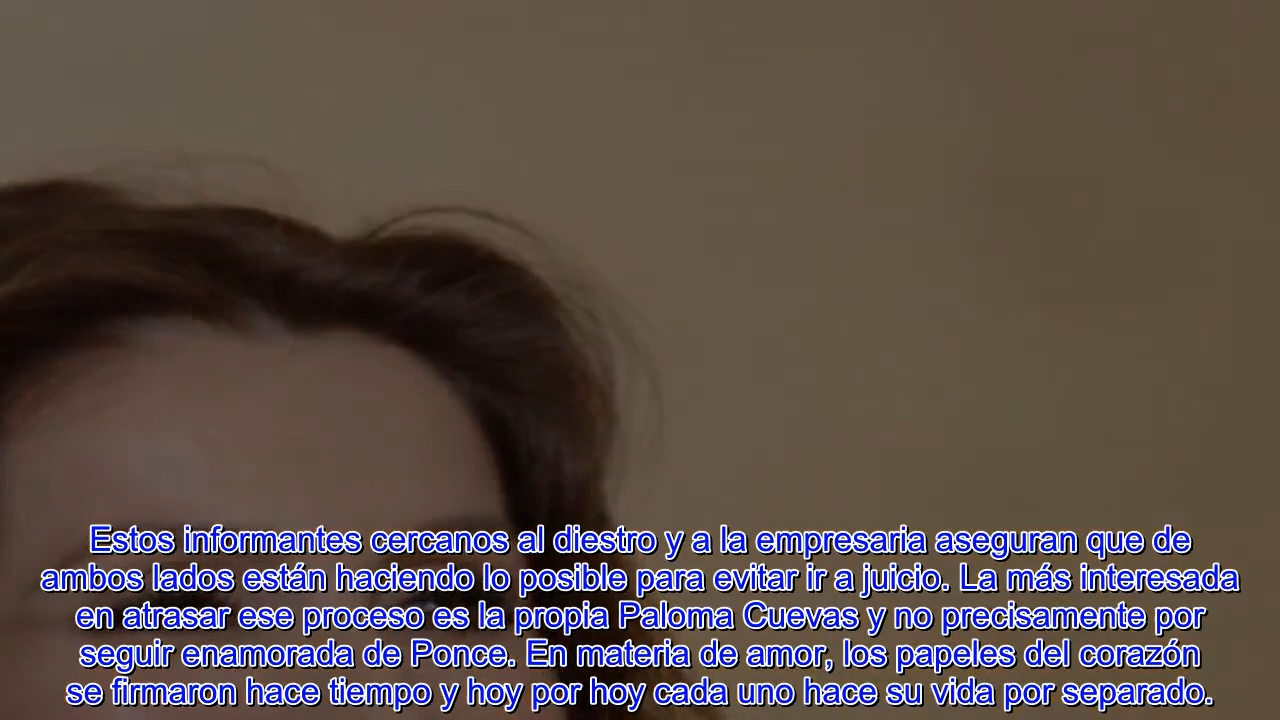 Estos informantes cercanos al diestro y a la empresaria aseguran que de
ambos lados están haciendo lo posible para evitar ir a juicio. La más interesada
en atrasar ese proceso es la propia Paloma Cuevas y no precisamente por
seguir enamorada de Ponce. En materia de amor, los papeles del corazón
se firmaron hace tiempo y hoy por hoy cada uno hace su vida por separado.